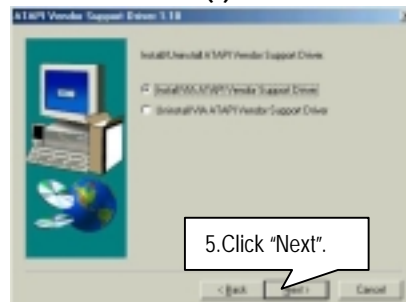 ATAPI Vendor Support Driver 1.10
Install/Uninstall ATAPI Vendor Support Driver.
Install VIA ATAPI Vendor Support Driver
Uninstall VIA ATAPI Vendor Support Driver
5.Click “Next”.
< Back
Next >
Cancel